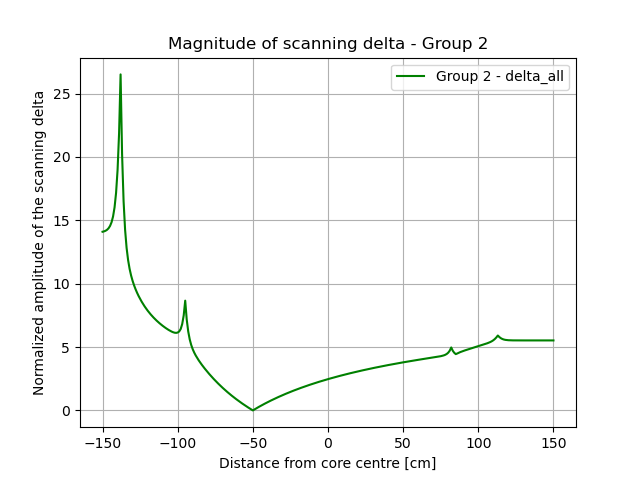 Magnitude of scanning delta - Group 2
Group 2 - delta_all
Normalized amplitude of the scanning delta
25
20
15
10
5
0
−150 −100 −50 0 50 100 150
Distance from core centre [cm]